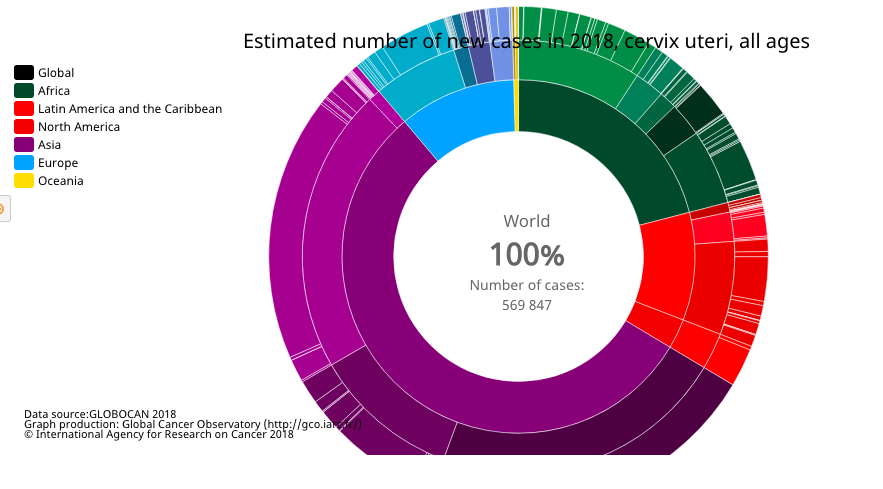 Estimated number of new cases in 2018, cervix uteri, all ages
Global
Africa
Latin America and the Caribbean
North America
Asia
Europe
Oceania
World
100%
Number of cases:
569 847
Data source:GLOBOCAN 2018
Graph production: Global Cancer Observatory (http://gco.iarc.fr/)
© International Agency for Research on Cancer 2018